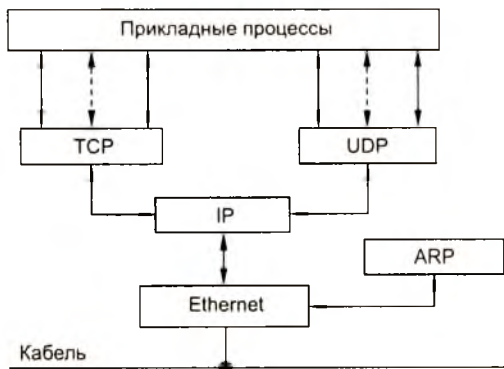 Прикладные процессы
TCP
UDP
IP
ARP
Ethernet
Кабель